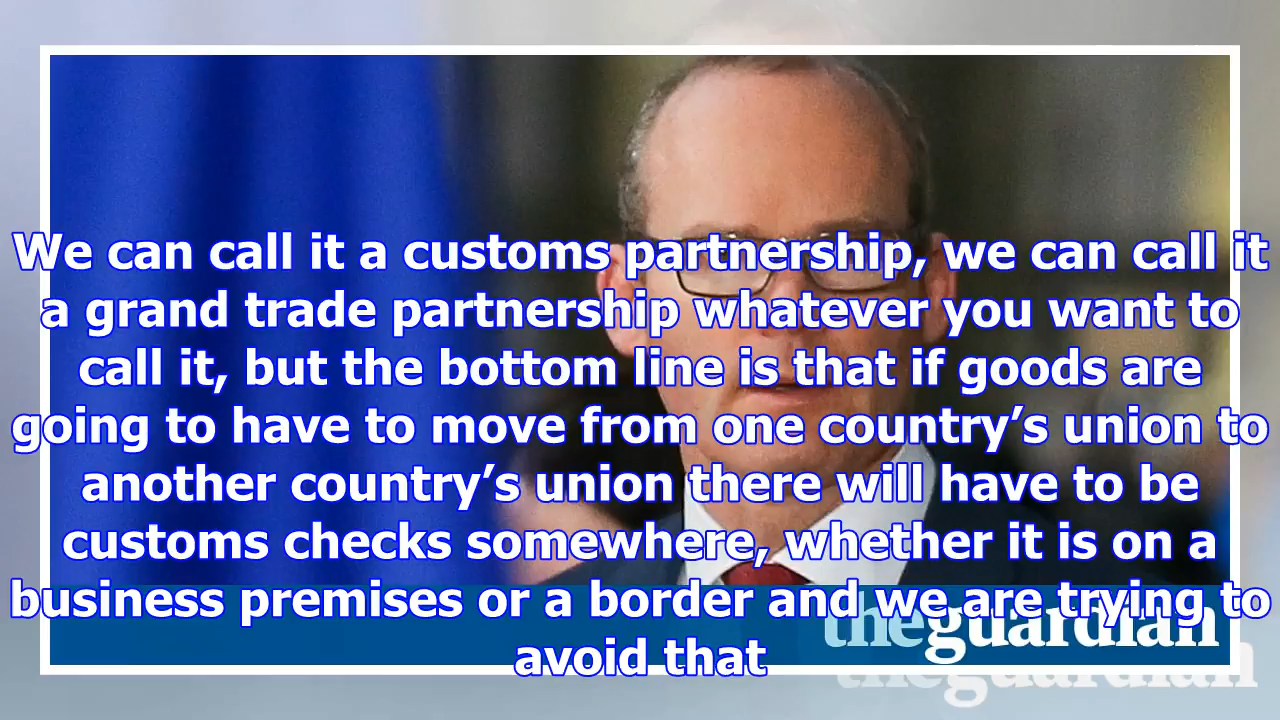 We can call it a customs partnership, we can call it
a grand trade partnership whatever you want to
call it, but the bottom line is that if goods are
going to have to move from one country’s union to
another country’s union there will have to be
customs checks somewhere, whether it is on a
business premises or a border and we are trying to
avoid that
theguardian
theguardian